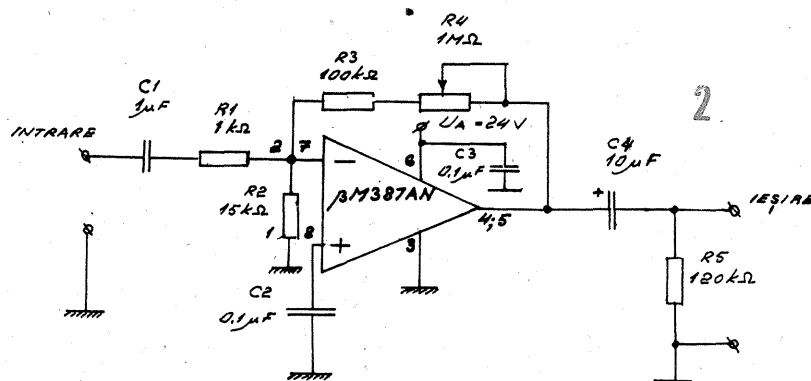 R4
1MΩ
R3
100kΩ
2
C1
1μF
R1
1kΩ
INTRARE
UA = 24V
2 7
6
C3
0.1μF
C4
10μF
+
−
βM387AN
R2
15kΩ
1 8
+
4;5
IEȘIRE
3
R5
120kΩ
C2
0.1μF